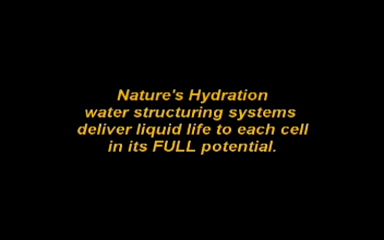 Nature's Hydration
water structuring systems
deliver liquid life to each cell
in its FULL potential.